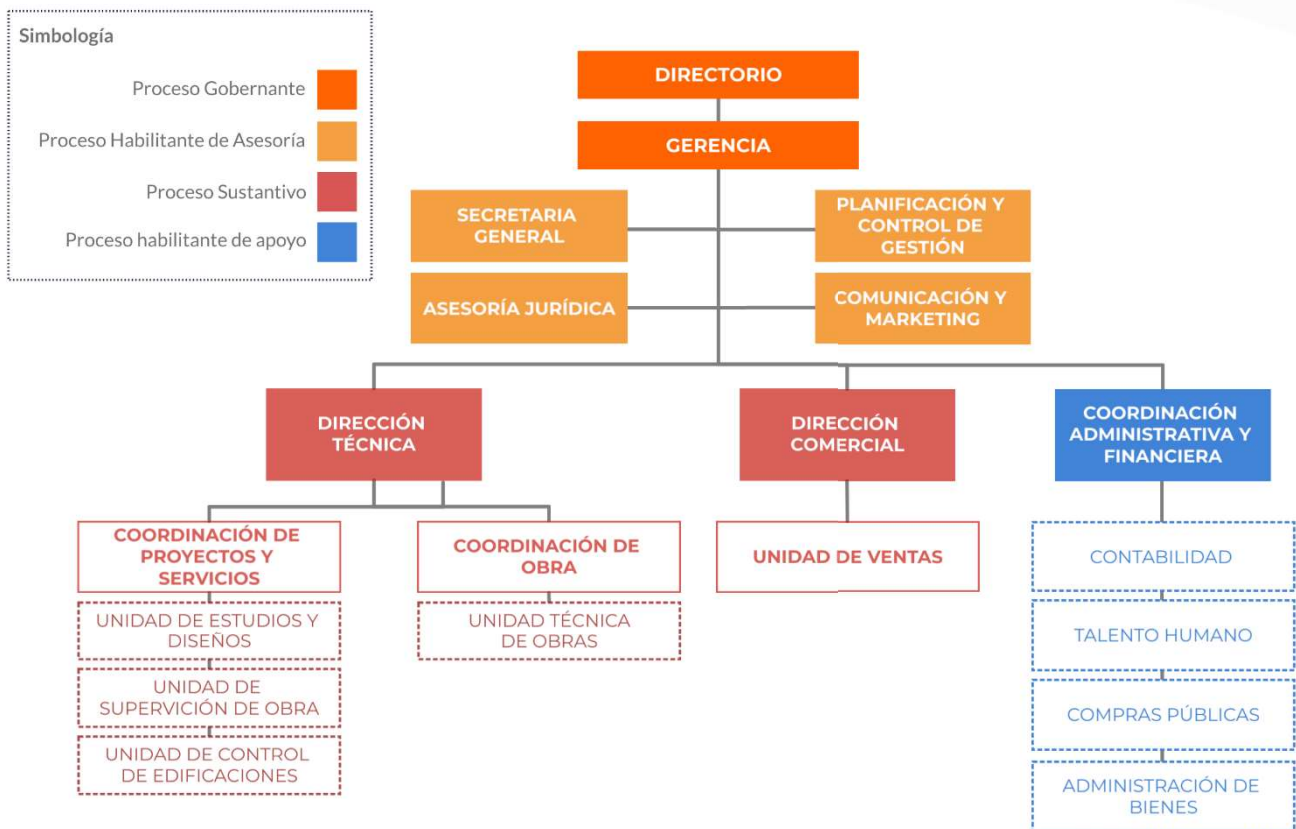 Simbología
Proceso Gobernante
Proceso Habilitante de Asesoría
Proceso Sustantivo
Proceso habilitante de apoyo
DIRECTORIO
GERENCIA
SECRETARIA
GENERAL
PLANIFICACIÓN Y
CONTROL DE
GESTIÓN
ASESORÍA JURÍDICA
COMUNICACIÓN Y
MARKETING
DIRECCIÓN
TÉCNICA
DIRECCIÓN
COMERCIAL
COORDINACIÓN
ADMINISTRATIVA Y
FINANCIERA
COORDINACIÓN DE
PROYECTOS Y
SERVICIOS
UNIDAD DE ESTUDIOS Y
DISEÑOS
UNIDAD DE
SUPERVICIÓN DE OBRA
UNIDAD DE CONTROL
DE EDIFICACIONES
COORDINACIÓN DE
OBRA
UNIDAD TÉCNICA
DE OBRAS
UNIDAD DE VENTAS
CONTABILIDAD
TALENTO HUMANO
COMPRAS PÚBLICAS
ADMINISTRACIÓN DE
BIENES